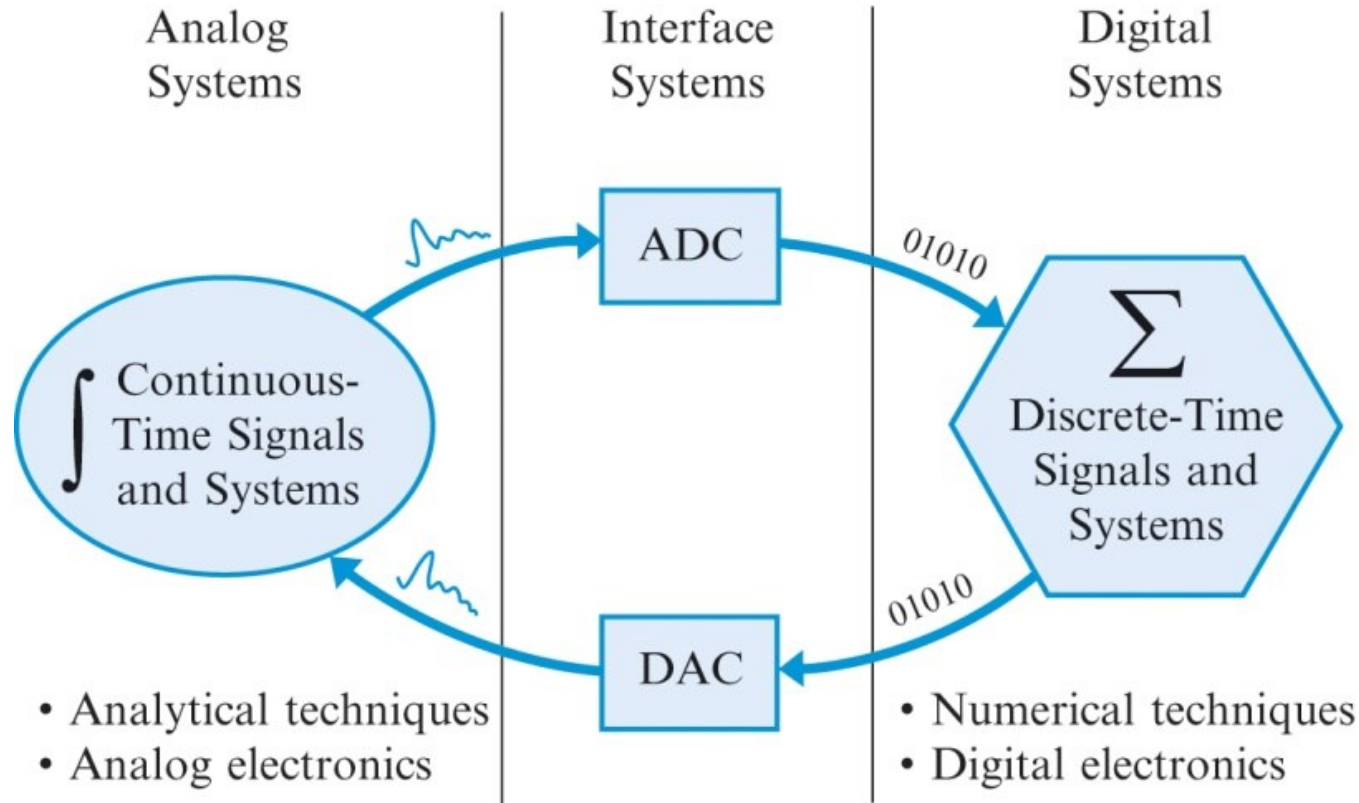 Analog
Systems
Interface
Systems
Digital
Systems
ADC
01010
∫ Continuous-
Time Signals
and Systems
∑
Discrete-Time
Signals and
Systems
01010
DAC
• Analytical techniques
• Analog electronics
• Numerical techniques
• Digital electronics